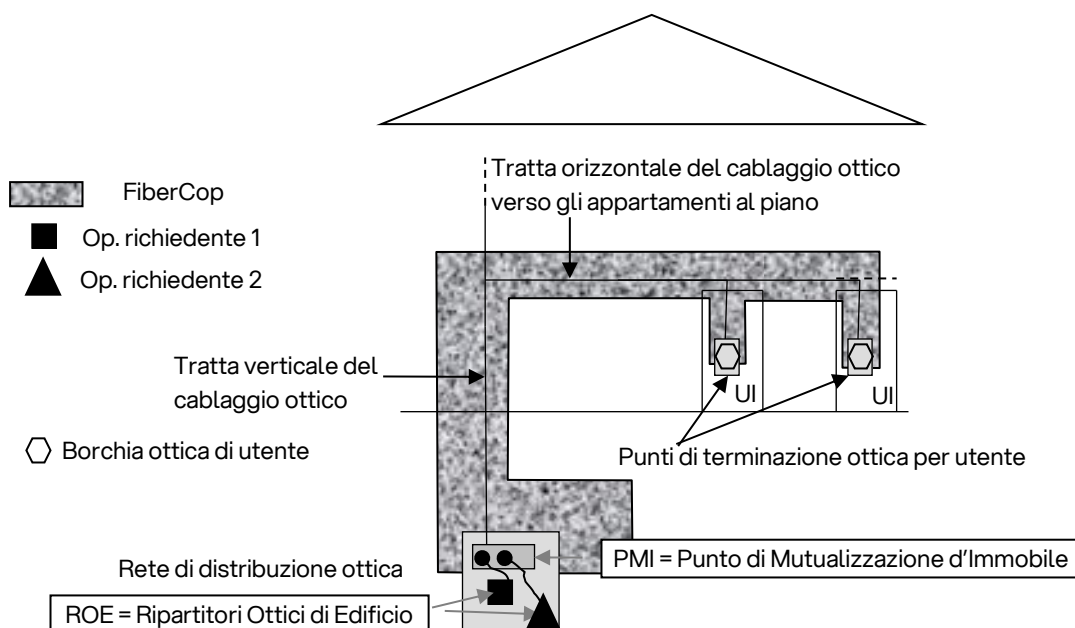 Tratta orizzontale del cablaggio ottico
verso gli appartamenti al piano
FiberCop
Op. richiedente 1
Op. richiedente 2
Tratta verticale del
cablaggio ottico
UI
UI
Borchia ottica di utente
Punti di terminazione ottica per utente
PMI = Punto di Mutualizzazione d'Immobile
Rete di distribuzione ottica
ROE = Ripartitori Ottici di Edificio